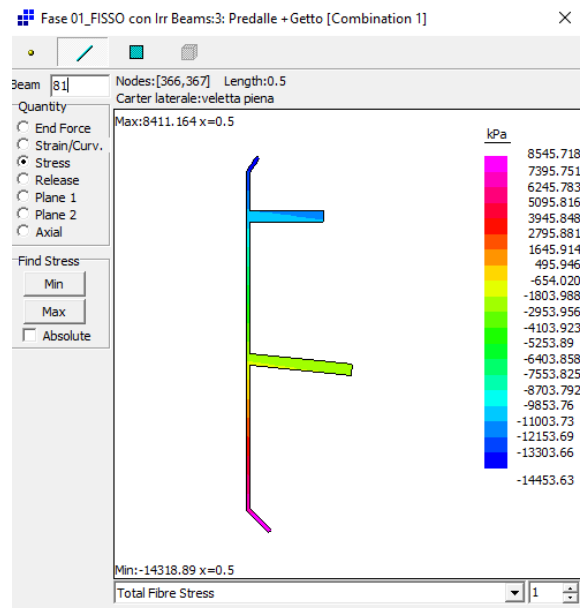 Fase 01_FISSO con Irr Beams:3: Predalle +Getto [Combination 1]
Beam 81
Nodes:[366,367] Length:0.5
Carter laterale:veletta piena
Quantity
End Force
Strain/Curv.
Stress
Release
Plane 1
Plane 2
Axial
Find Stress
Min
Max
Absolute
Max:8411.164 x=0.5
kPa
8545.718
7395.751
6245.783
5095.816
3945.848
2795.881
1645.914
495.946
-654.020
-1803.988
-2953.956
-4103.923
-5253.89
-6403.858
-7553.825
-8703.792
-9853.76
-11003.73
-12153.69
-13303.66
-14453.63
Min:-14318.89 x=0.5
Total Fibre Stress
1